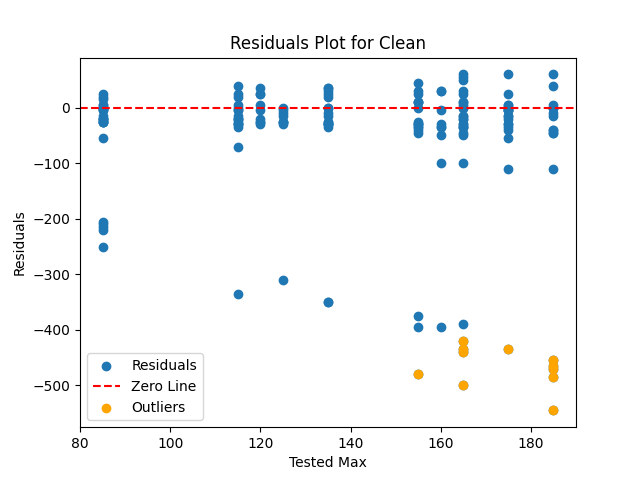 Residuals Plot for Clean
0
−100
−200
−300
−400
−500
Residuals
Residuals
Zero Line
Outliers
80 100 120 140 160 180
Tested Max